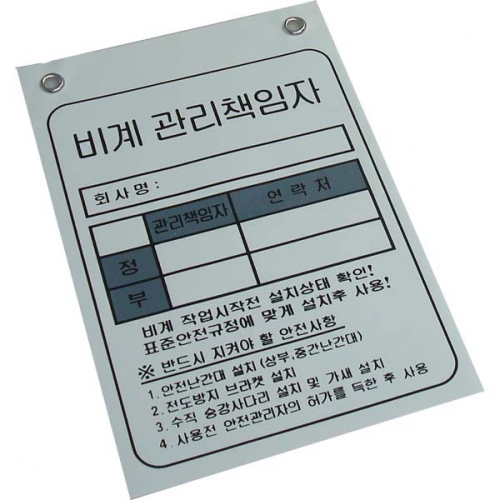 비계 관리책임자
회사명 :
관리책임자 연락처
정
부
비계 작업시작전 설치상태 확인!
표준안전규정에 맞게 설치후 사용!
※ 반드시 지켜야 할 안전사항
1. 안전난간대 설치 (상부,중간난간대)
2. 전도방지 브라켓 설치
3. 수직 승강사다리 설치 및 가새 설치
4. 사용전 안전관리자의 허가를 득한 후 사용